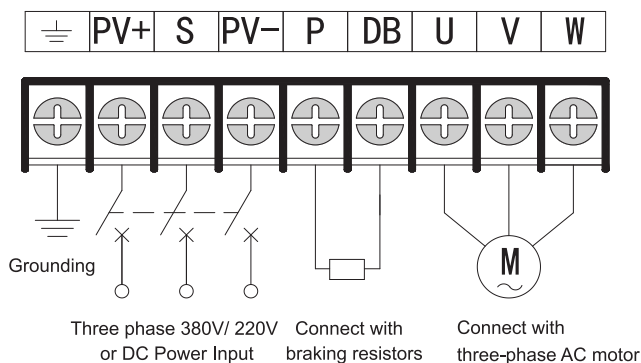 ⏚ PV+ S PV- P DB U V W
Grounding
M
~
Three phase 380V/ 220V
or DC Power Input
Connect with
braking resistors
Connect with
three-phase AC motor